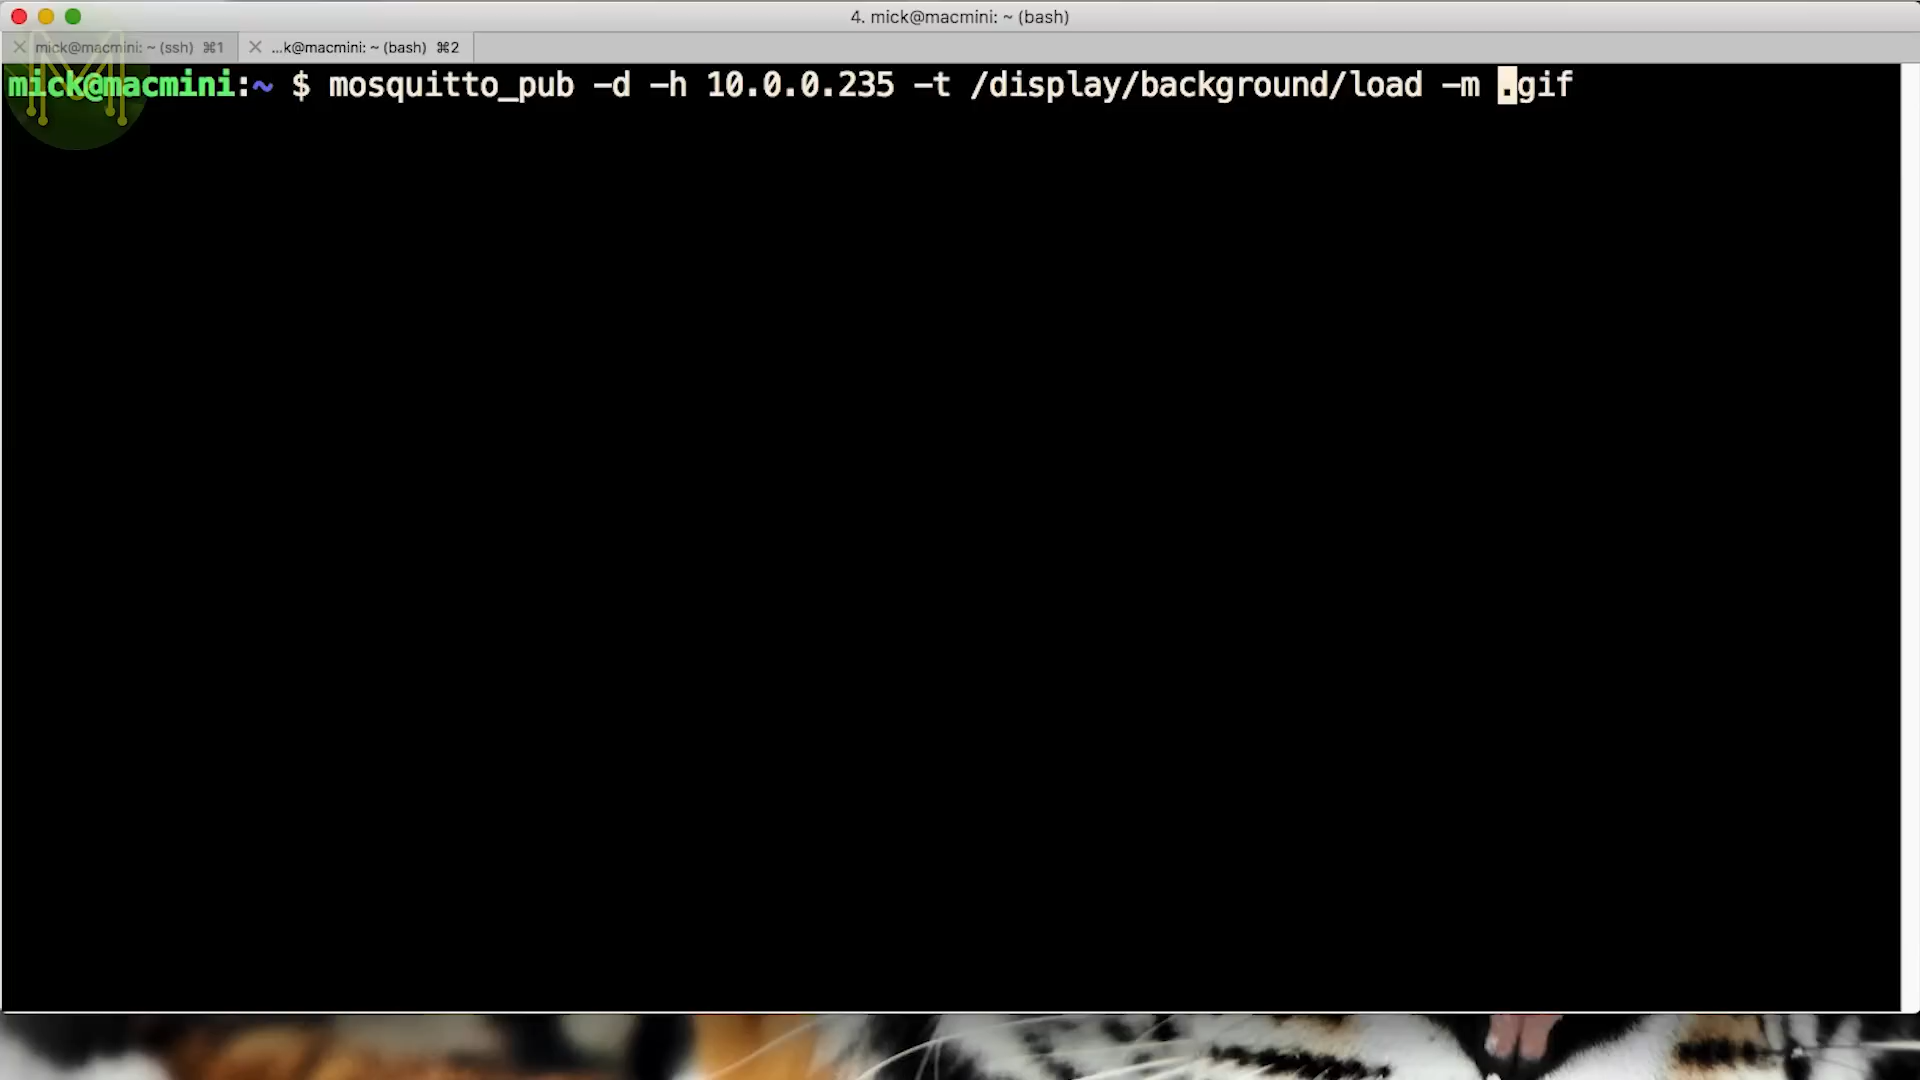 4. mick@macmini: ~ (bash)
mick@macmini: ~ (ssh) ⌘1
...k@macmini: ~ (bash) ⌘2
mick@macmini:~ $ mosquitto_pub -d -h 10.0.0.235 -t /display/background/load -m .gif